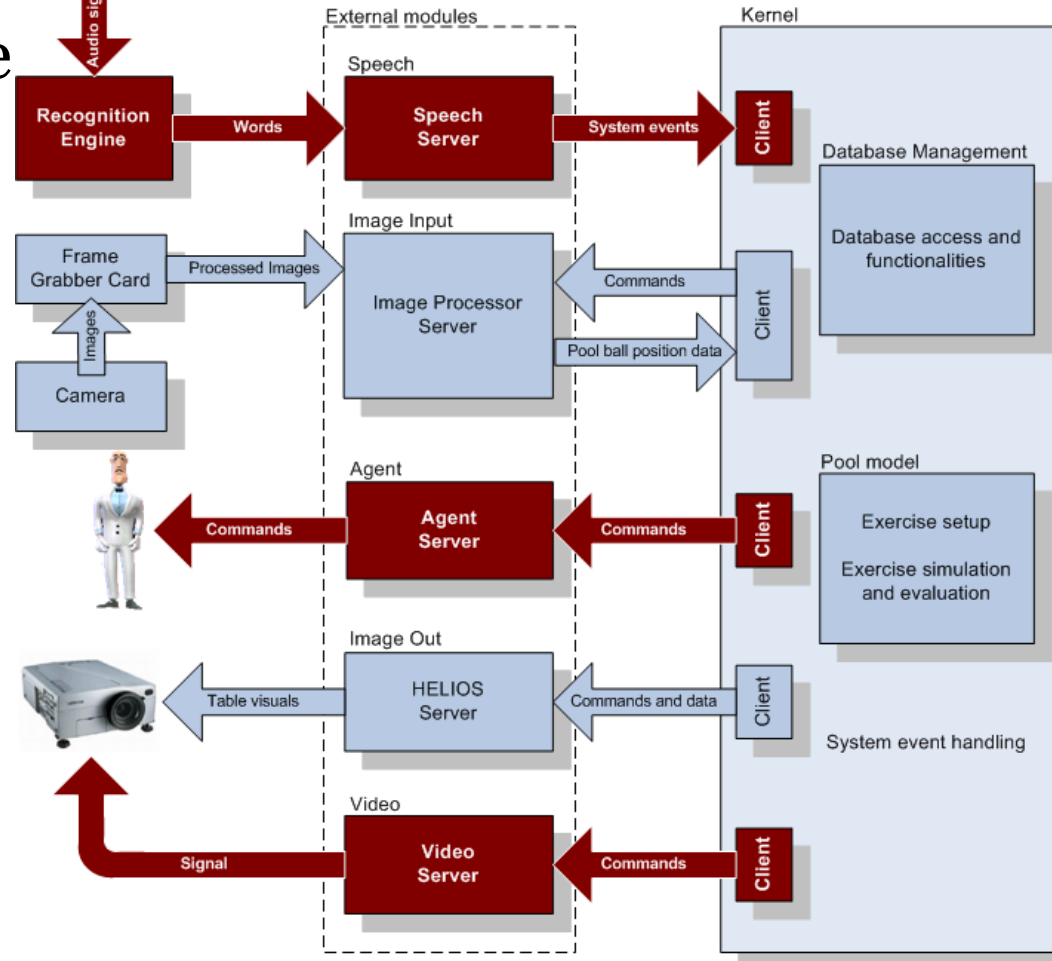 External modules
Kernel
Audio
e
Speech
Recognition
Engine
Words
Speech
Server
System events
Client
Database Management
Database access and
functionalities
Image Input
Frame
Grabber Card
Processed Images
Image Processor
Server
Commands
Client
Pool ball position data
Images
Camera
Agent
Commands
Agent
Server
Commands
Client
Pool model
Exercise setup
Exercise simulation
and evaluation
Image Out
Table visuals
HELIOS
Server
Commands and data
Client
System event handling
Video
Signal
Video
Server
Commands
Client